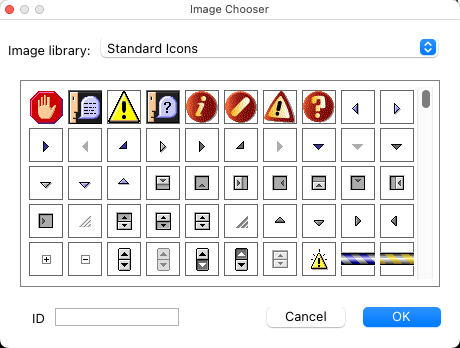 Image Chooser
Image library:
Standard Icons
ID
Cancel
OK